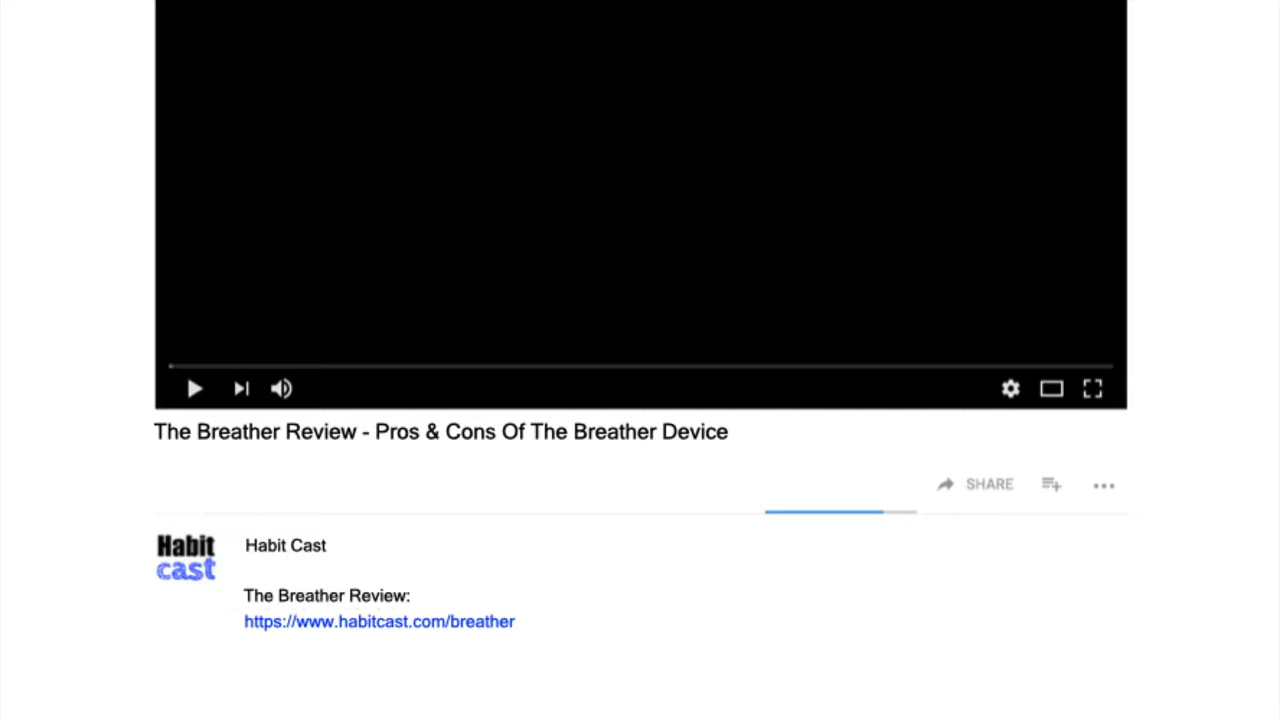 The Breather Review - Pros & Cons Of The Breather Device
SHARE
Habit
cast
Habit Cast
The Breather Review:
https://www.habitcast.com/breather